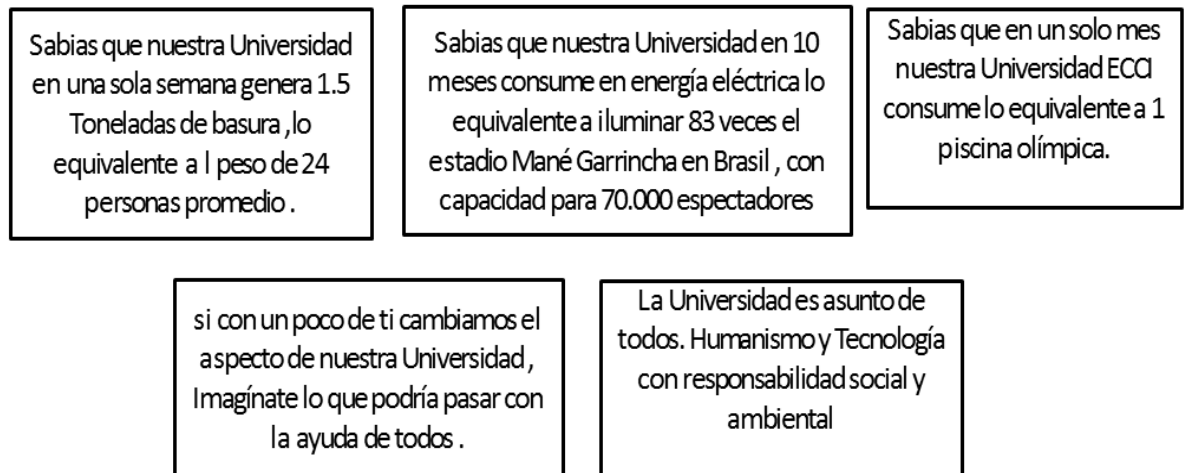 Sabias que nuestra Universidad
en una sola semana genera 1.5
Toneladas de basura ,lo
equivalente a l peso de 24
personas promedio .
Sabias que nuestra Universidad en 10
meses consume en energía eléctrica lo
equivalente a iluminar 83 veces el
estadio Mané Garrincha en Brasil , con
capacidad para 70.000 espectadores
Sabias que en un solo mes
nuestra Universidad ECCI
consume lo equivalente a 1
piscina olímpica.
si con un poco de ti cambiamos el
aspecto de nuestra Universidad ,
Imagínate lo que podría pasar con
la ayuda de todos .
La Universidad es asunto de
todos. Humanismo y Tecnología
con responsabilidad social y
ambiental